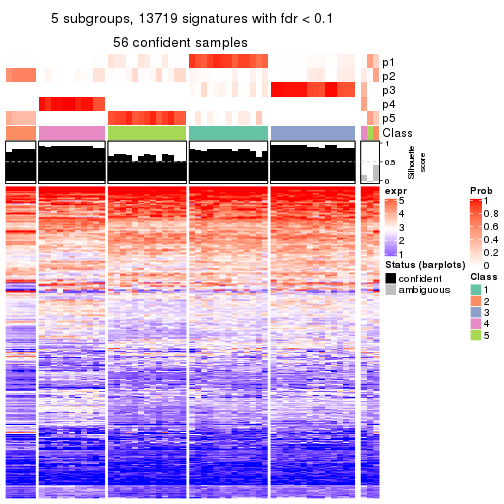 5 subgroups, 13719 signatures with fdr < 0.1
56 confident samples
p1
p2
p3
p4
p5
Class
1
0.5
0
Silhouette
score
expr
5
4
3
2
1
Status (barplots)
confident
ambiguous
Prob
1
0.8
0.6
0.4
0.2
0
Class
1
2
3
4
5